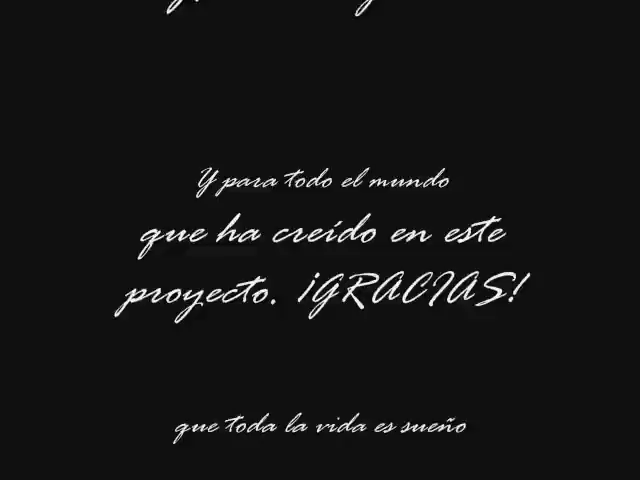 Y para todo el mundo
que ha creído en este
proyecto. ¡GRACIAS!
que toda la vida es sueño